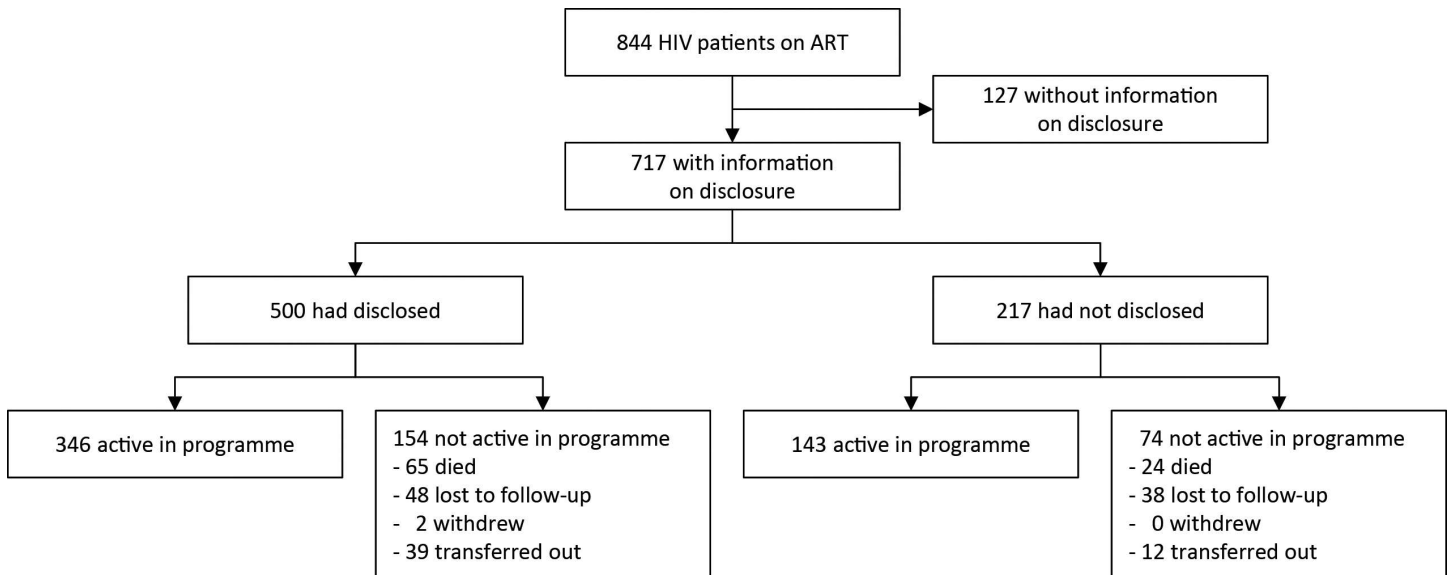 844 HIV patients on ART
127 without information
on disclosure
717 with information
on disclosure
500 had disclosed
217 had not disclosed
346 active in programme
154 not active in programme
- 65 died
- 48 lost to follow-up
- 2 withdrew
- 39 transferred out
143 active in programme
74 not active in programme
- 24 died
- 38 lost to follow-up
- 0 withdrew
- 12 transferred out